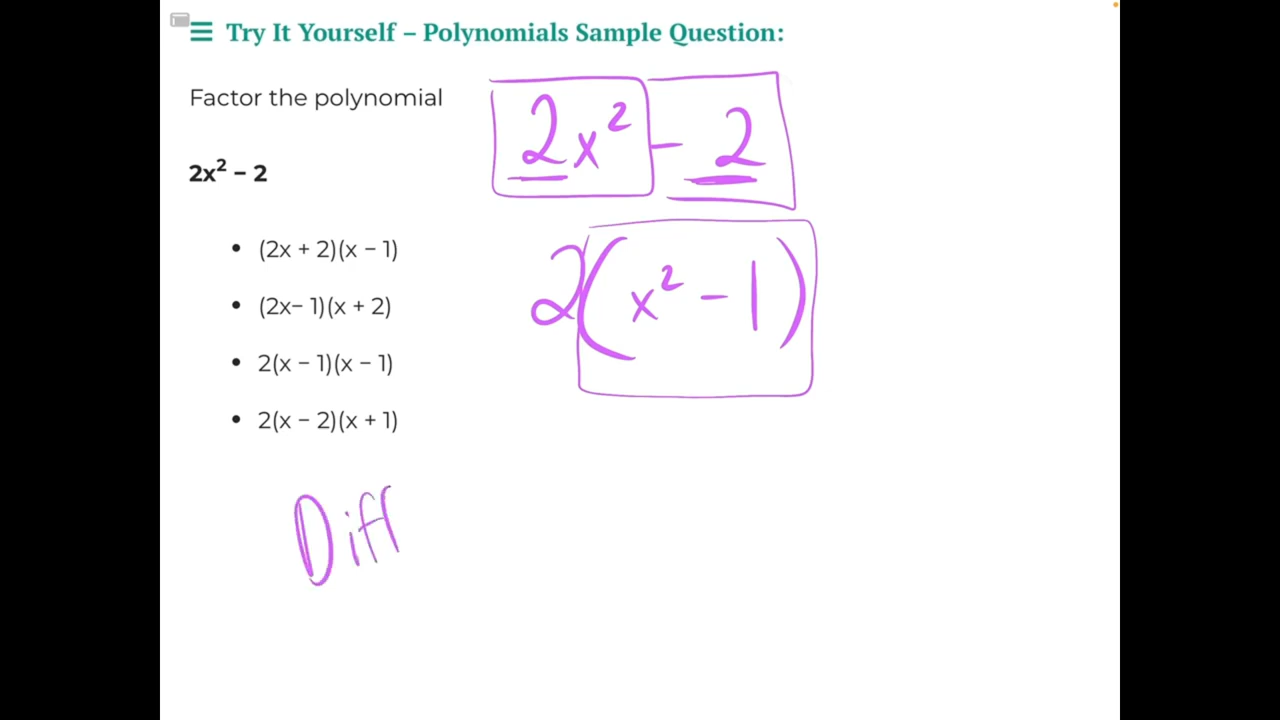 Try It Yourself – Polynomials Sample Question:
Factor the polynomial
2x² − 2
• (2x + 2)(x − 1)
• (2x− 1)(x + 2)
• 2(x − 1)(x − 1)
• 2(x − 2)(x + 1)
2x² − 2
2(x² − 1)
Diff